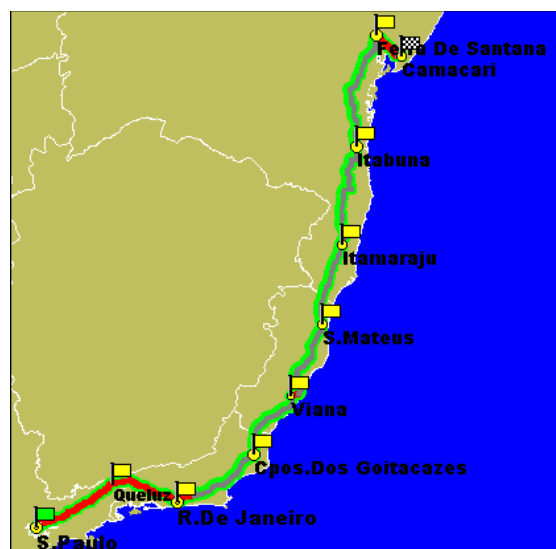 Feira De Santana
Camacari
Itabuna
Itamaraju
S.Mateus
Viana
Cpos.Dos Goitacazes
Queluz
R.De Janeiro
S.Paulo